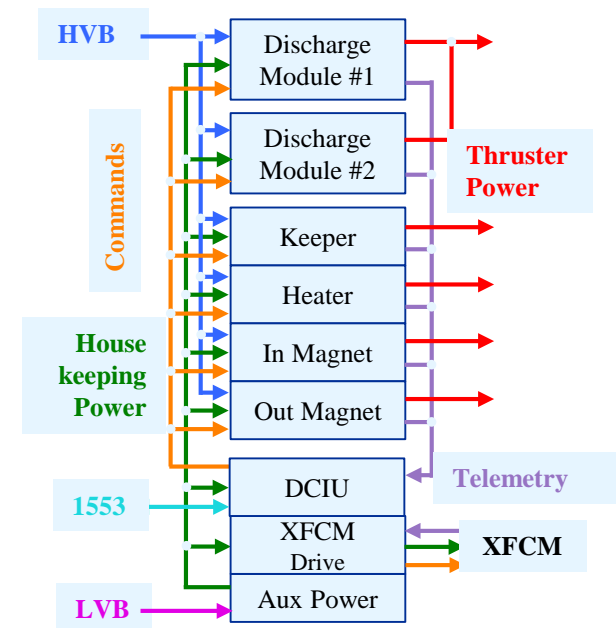 HVB
Discharge
Module #1
Discharge
Module #2
Thruster
Power
Commands
Keeper
Heater
House
keeping
Power
In Magnet
Out Magnet
DCIU
Telemetry
1553
XFCM
Drive
XFCM
Aux Power
LVB